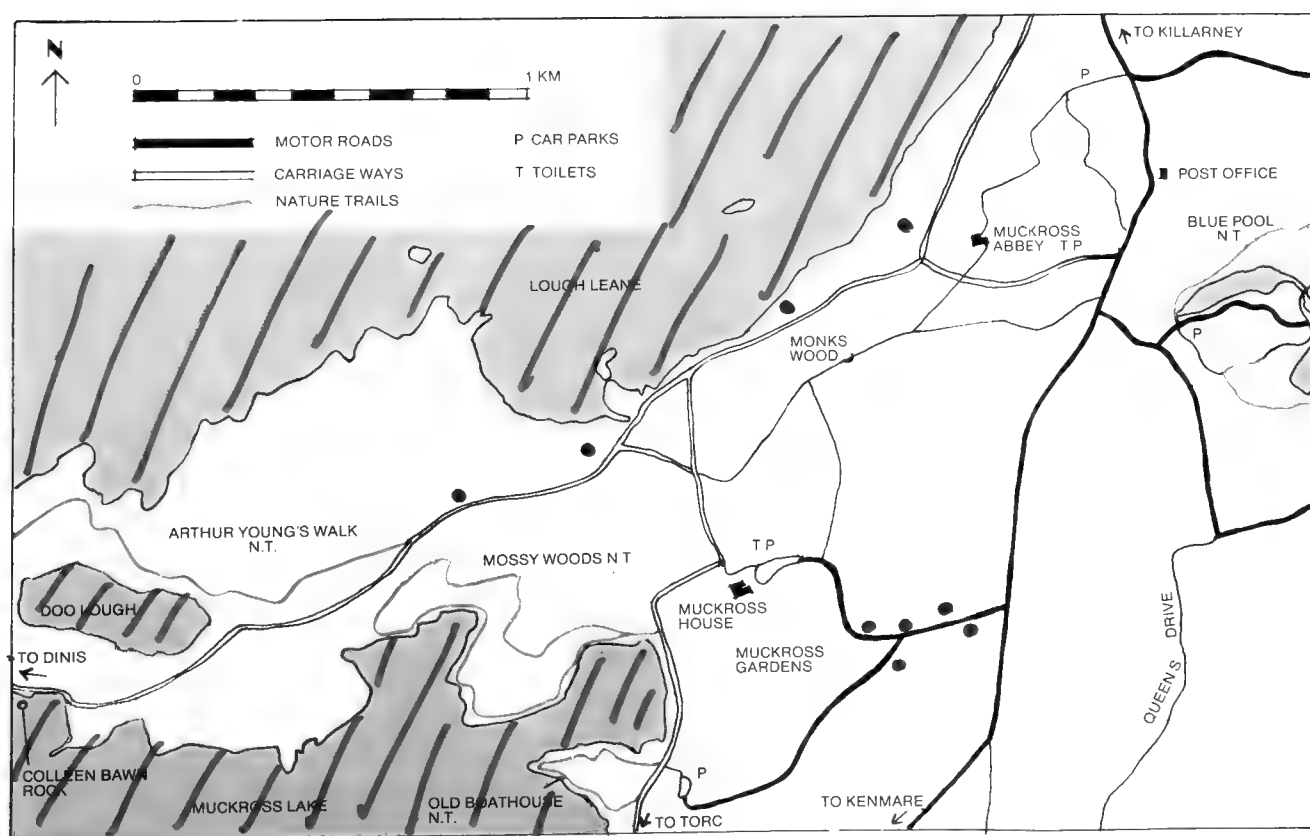 N
0
1 KM
MOTOR ROADS
CARRIAGE WAYS
NATURE TRAILS
P CAR PARKS
T TOILETS
TO KILLARNEY
P
POST OFFICE
BLUE POOL
N T
MUCKROSS
ABBEY T P
LOUGH LEANE
P
MONKS
WOOD
ARTHUR YOUNG'S WALK
N.T.
MOSSY WOODS N T
T P
DOO LOUGH
MUCKROSS
HOUSE
MUCKROSS
GARDENS
QUEEN'S DRIVE
TO DINIS
COLLEEN BAWN
ROCK
MUCKROSS LAKE
OLD BOATHOUSE
N.T.
P
TO TORC
TO KENMARE